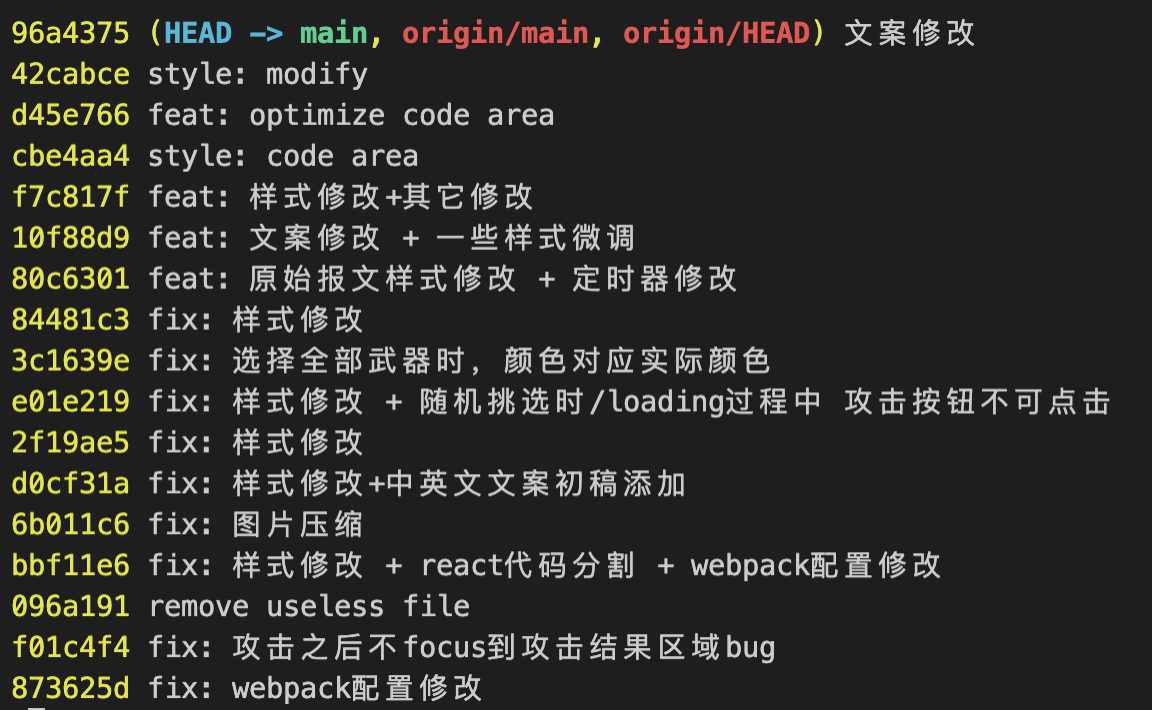 96a4375 (HEAD -> main, origin/main, origin/HEAD) 文案修改
42cabce style: modify
d45e766 feat: optimize code area
cbe4aa4 style: code area
f7c817f feat: 样式修改+其它修改
10f88d9 feat: 文案修改 + 一些样式微调
80c6301 feat: 原始报文样式修改 + 定时器修改
84481c3 fix: 样式修改
3c1639e fix: 选择全部武器时，颜色对应实际颜色
e01e219 fix: 样式修改 + 随机挑选时/loading过程中 攻击按钮不可点击
2f19ae5 fix: 样式修改
d0cf31a fix: 样式修改+中英文文案初稿添加
6b011c6 fix: 图片压缩
bbf11e6 fix: 样式修改 + react代码分割 + webpack配置修改
096a191 remove useless file
f01c4f4 fix: 攻击之后不focus到攻击结果区域bug
873625d fix: webpack配置修改